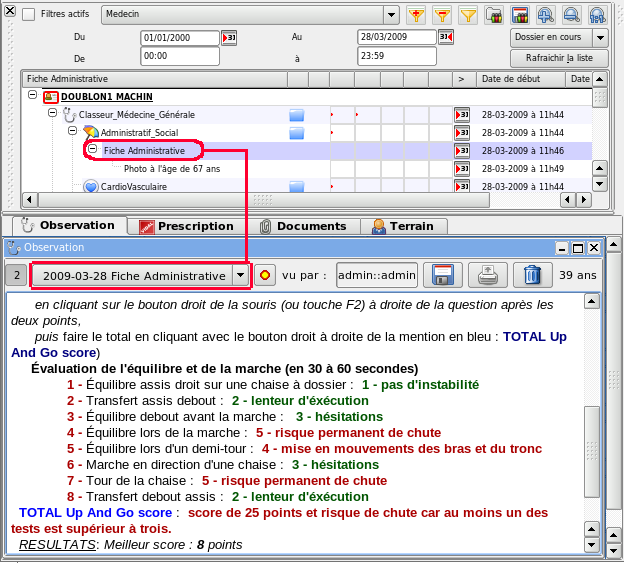 Filtres actifs Medecin
Du 01/01/2000 Au 28/03/2009 Dossier en cours
De 00:00 à 23:59 Rafraichir la liste
Fiche Administrative > Date de début Date
DOUBLON1 MACHIN
Classeur_Médecine_Générale 28-03-2009 à 11h44
Administratif_Social 28-03-2009 à 11h44
Fiche Administrative 28-03-2009 à 11h46
Photo à l'âge de 67 ans 28-03-2009 à 11h49
CardioVasculaire 28-03-2009 à 11h44
Observation Prescription Documents Terrain
Observation
2 2009-03-28 Fiche Administrative vu par : admin::admin 39 ans
en cliquant sur le bouton droit de la souris (ou touche F2) à droite de la question après les
deux points,
puis faire le total en cliquant avec le bouton droit à droite de la mention en bleu : TOTAL Up
And Go score)
Évaluation de l'équilibre et de la marche (en 30 à 60 secondes)
1 - Équilibre assis droit sur une chaise à dossier : 1 - pas d'instabilité
2 - Transfert assis debout : 2 - lenteur d'éxécution
3 - Équilibre debout avant la marche : 3 - hésitations
4 - Équilibre lors de la marche : 5 - risque permanent de chute
5 - Équilibre lors d'un demi-tour : 4 - mise en mouvements des bras et du tronc
6 - Marche en direction d'une chaise : 3 - hésitations
7 - Tour de la chaise : 5 - risque permanent de chute
8 - Transfert debout assis : 2 - lenteur d'éxécution
TOTAL Up And Go score : score de 25 points et risque de chute car au moins un des
tests est supérieur à trois.
RESULTATS: Meilleur score : 8 points